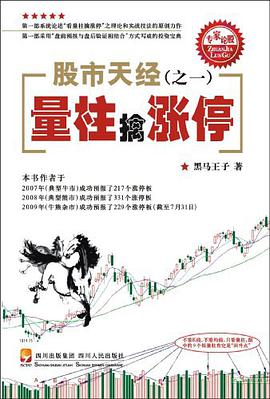 ★★★★★
第一部系统论述“看量柱擒涨停”之理论和实战技法的原创力作
第一部采用“盘前预报与盘后验证相结合”方式写成的投资宝典
专家论股
ZHUANJIA
LUNGU
股市天经(之一)
量柱擒涨停
★ 黑马王子 著
本书作者于
2007年(典型牛市)成功预报了217个涨停板
2008年(典型熊市)成功预报了331个涨停板
2009年(牛熊杂市)成功预报了229个涨停板(截至7月31日)
四川出版集团 四川人民出版社